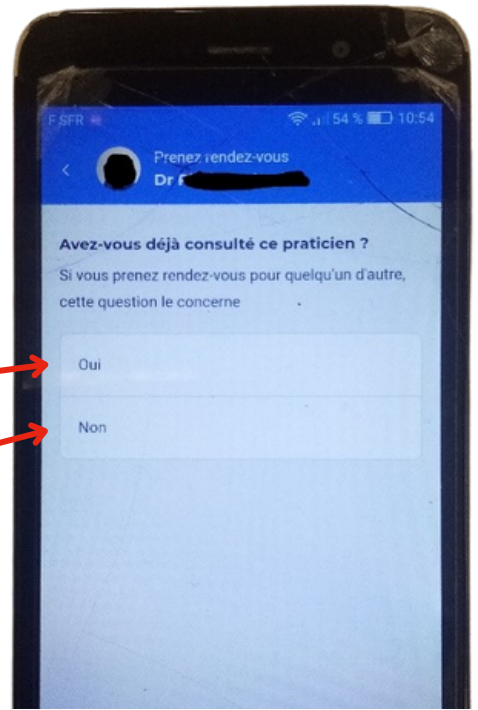 F SFR 54 % 10:54
Prenez rendez-vous
Dr
Avez-vous déjà consulté ce praticien ?
Si vous prenez rendez-vous pour quelqu'un d'autre,
cette question le concerne
Oui
Non